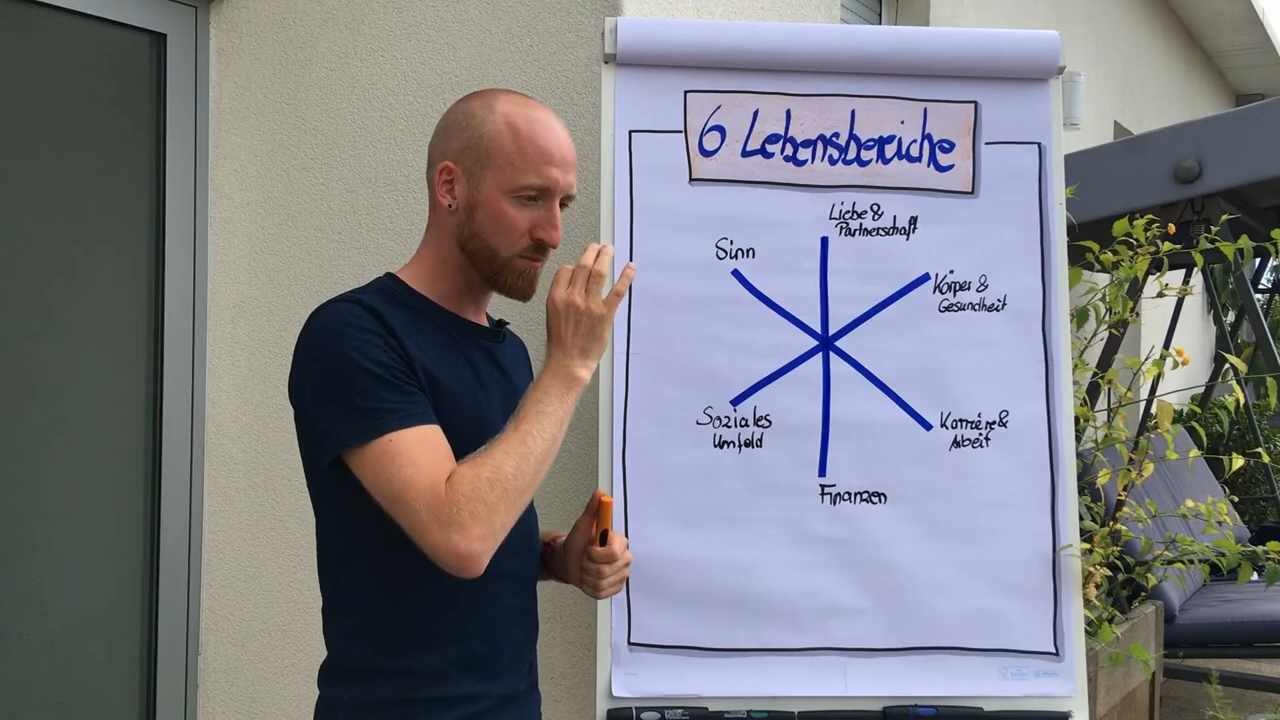 6 Lebensbereiche
Liebe &
Partnerschaft
Sinn
Körper &
Gesundheit
Soziales
Umfeld
Karriere &
Arbeit
Finanzen